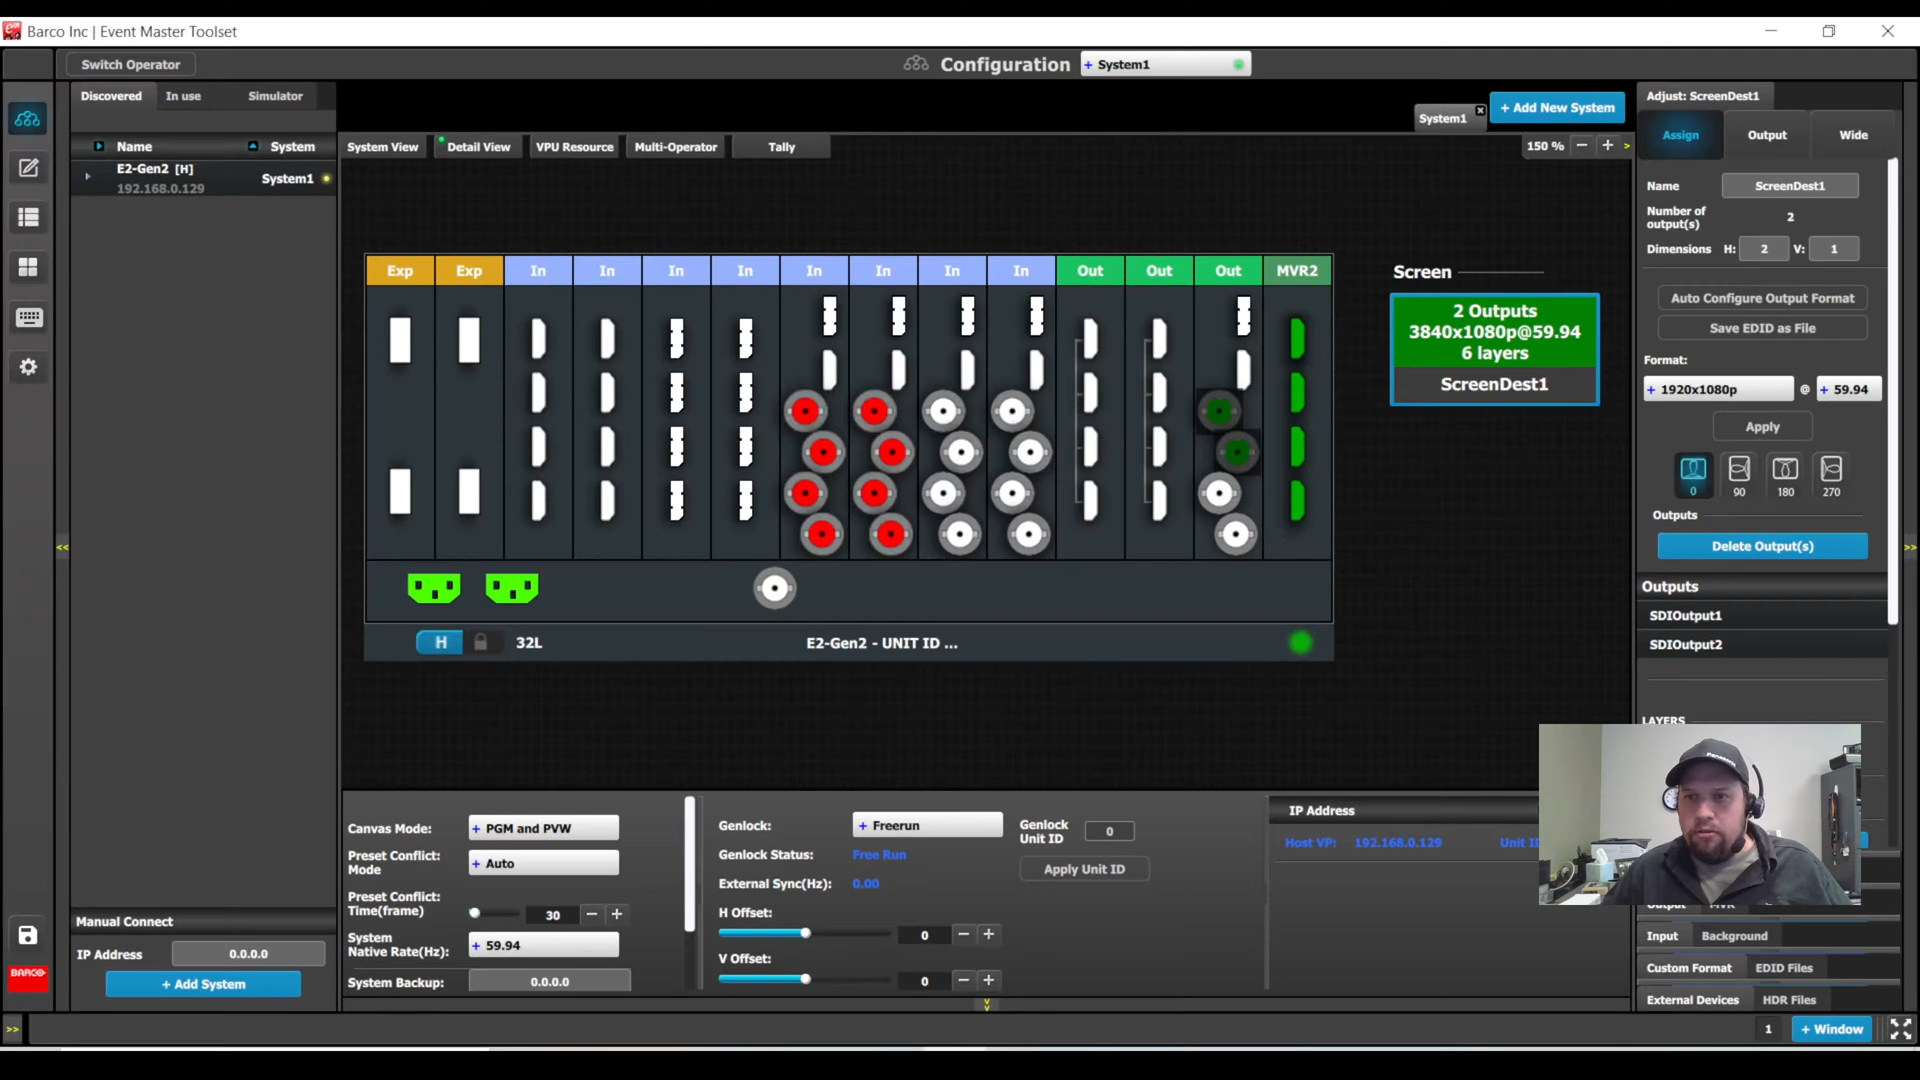 Barco Inc | Event Master Toolset
Switch Operator
Configuration
+ System1
Discovered
In use
Simulator
Name
System
E2-Gen2 [H]
192.168.0.129
System1
System View
Detail View
VPU Resource
Multi-Operator
Tally
System1
+ Add New System
150 %
Exp
Exp
In
In
In
In
In
In
In
In
Out
Out
Out
MVR2
H
32L
E2-Gen2 - UNIT ID ...
Screen
2 Outputs
3840x1080p@59.94
6 layers
ScreenDest1
Adjust: ScreenDest1
Assign
Output
Wide
Name
ScreenDest1
Number of
output(s)
2
Dimensions
H:
2
V:
1
Auto Configure Output Format
Save EDID as File
Format:
+ 1920x1080p
@
+ 59.94
Apply
0
90
180
270
Outputs
Delete Output(s)
Outputs
SDIOutput1
SDIOutput2
LAYERS
Manual Connect
IP Address
0.0.0.0
+ Add System
BARCO
Canvas Mode:
+ PGM and PVW
Preset Conflict:
Mode
+ Auto
Preset Conflict:
Time(frame)
30
System
Native Rate(Hz):
+ 59.94
System Backup:
0.0.0.0
Genlock:
+ Freerun
Genlock Status:
Free Run
External Sync(Hz):
0.00
H Offset:
0
V Offset:
0
Genlock
Unit ID
0
Apply Unit ID
IP Address
Host VP:
192.168.0.129
Output
MVR
Input
Background
Custom Format
EDID Files
External Devices
HDR Files
1
+ Window